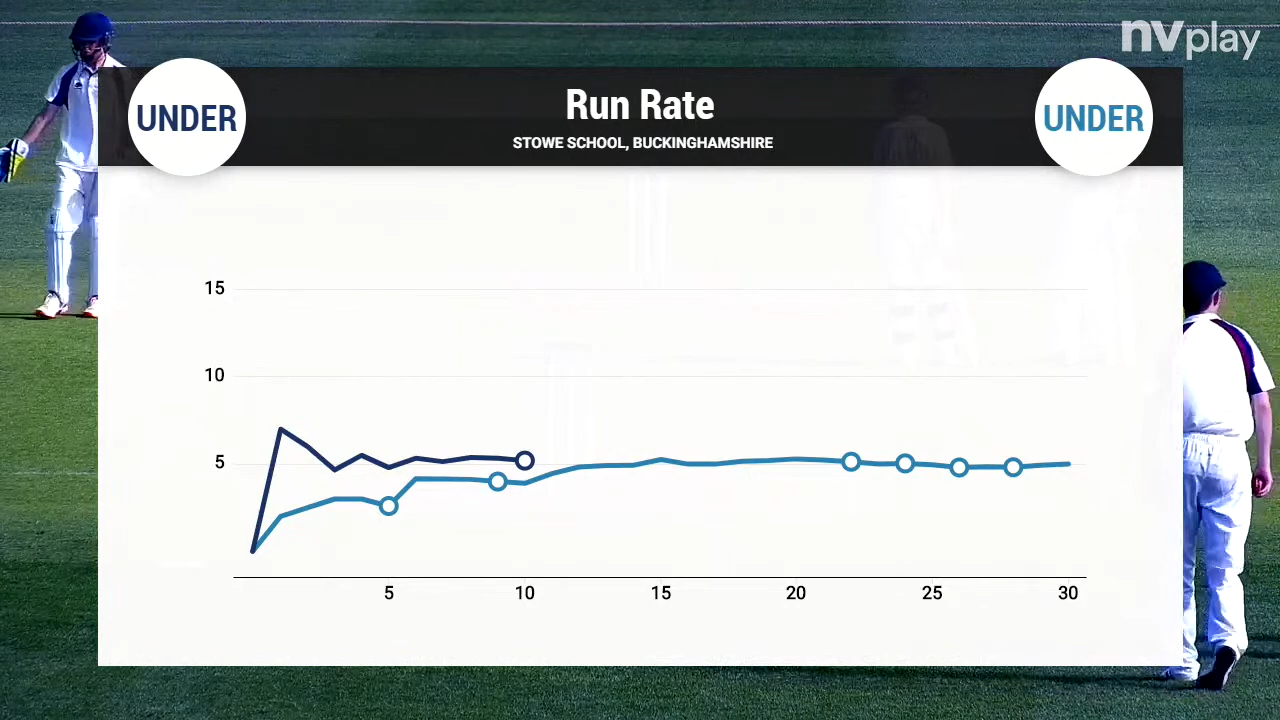 nvplay
UNDER
Run Rate
UNDER
STOWE SCHOOL, BUCKINGHAMSHIRE
15
10
5
5
10
15
20
25
30